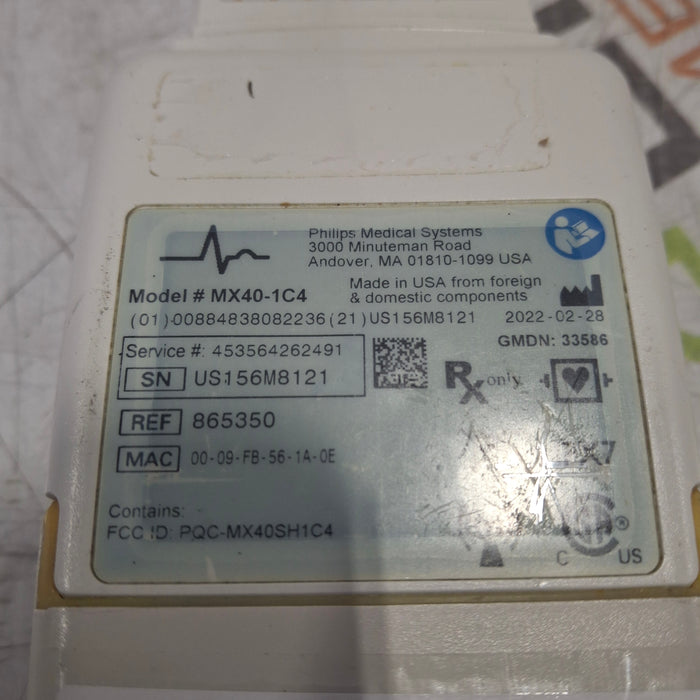 Philips Medical Systems
3000 Minuteman Road
Andover, MA 01810-1099 USA
Made in USA from foreign
& domestic components
Model # MX40-1C4
(01)00884838082236(21)US156M8121 2022-02-28
Service #: 453564262491
GMDN: 33586
SN US156M8121
Rx only
REF 865350
MAC 00-09-FB-56-1A-0E
Contains:
FCC ID: PQC-MX40SH1C4
C ® US